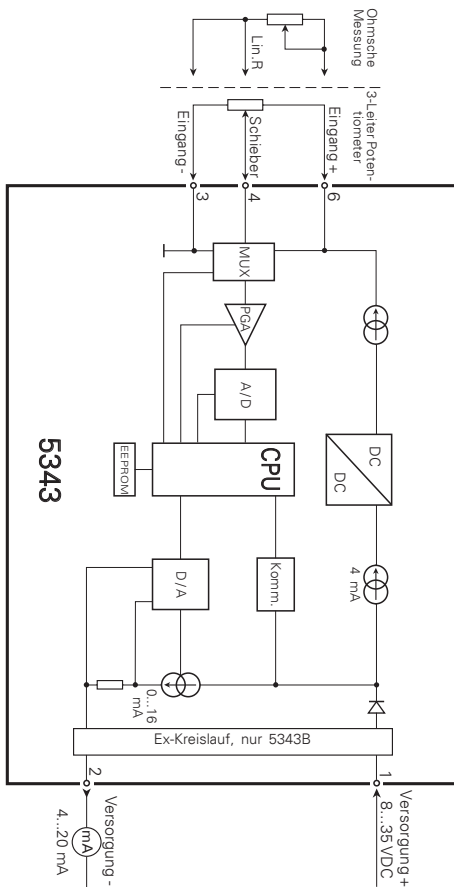 Ohmsche
Messung
Lin.R
3-Leiter Poten-
tiometer
Eingang +
Schieber
Eingang -
6
4
3
MUX
PGA
A/D
CPU
EEPROM
5343
DC
DC
4 mA
D/A
Komm.
0...16
mA
Ex-Kreislauf, nur 5343B
1
2
Versorgung +
8...35 VDC
Versorgung -
4...20 mA
mA